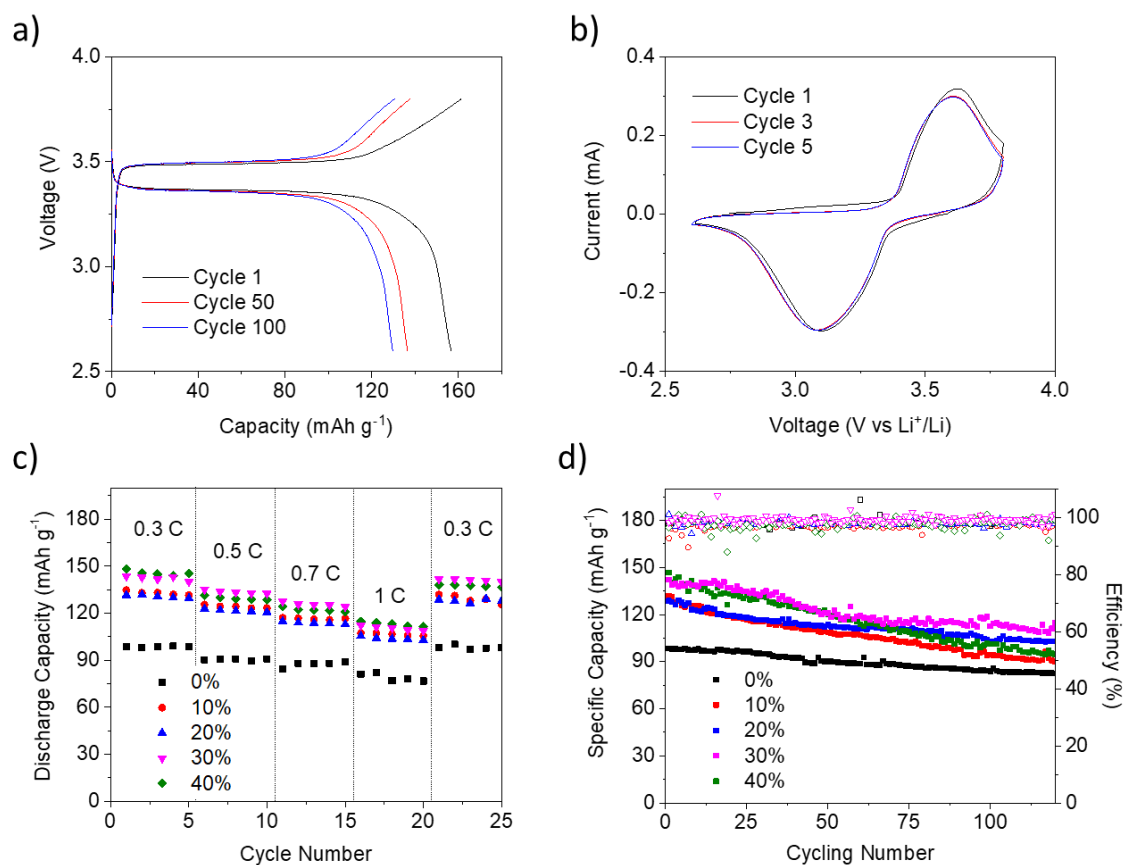 a)
4.0
3.5
3.0
2.5
Voltage (V)
Cycle 1
Cycle 50
Cycle 100
0
40
80
120
160
Capacity (mAh g⁻¹)
b)
0.4
0.2
0.0
-0.2
-0.4
Current (mA)
Cycle 1
Cycle 3
Cycle 5
2.5
3.0
3.5
4.0
Voltage (V vs Li⁺/Li)
c)
180
150
120
90
60
30
0
Discharge Capacity (mAh g⁻¹)
0.3 C
0.5 C
0.7 C
1 C
0.3 C
0%
10%
20%
30%
40%
0
5
10
15
20
25
Cycle Number
d)
180
150
120
90
60
30
0
Specific Capacity (mAh g⁻¹)
0%
10%
20%
30%
40%
100
80
60
40
20
0
Efficiency (%)
0
25
50
75
100
Cycling Number